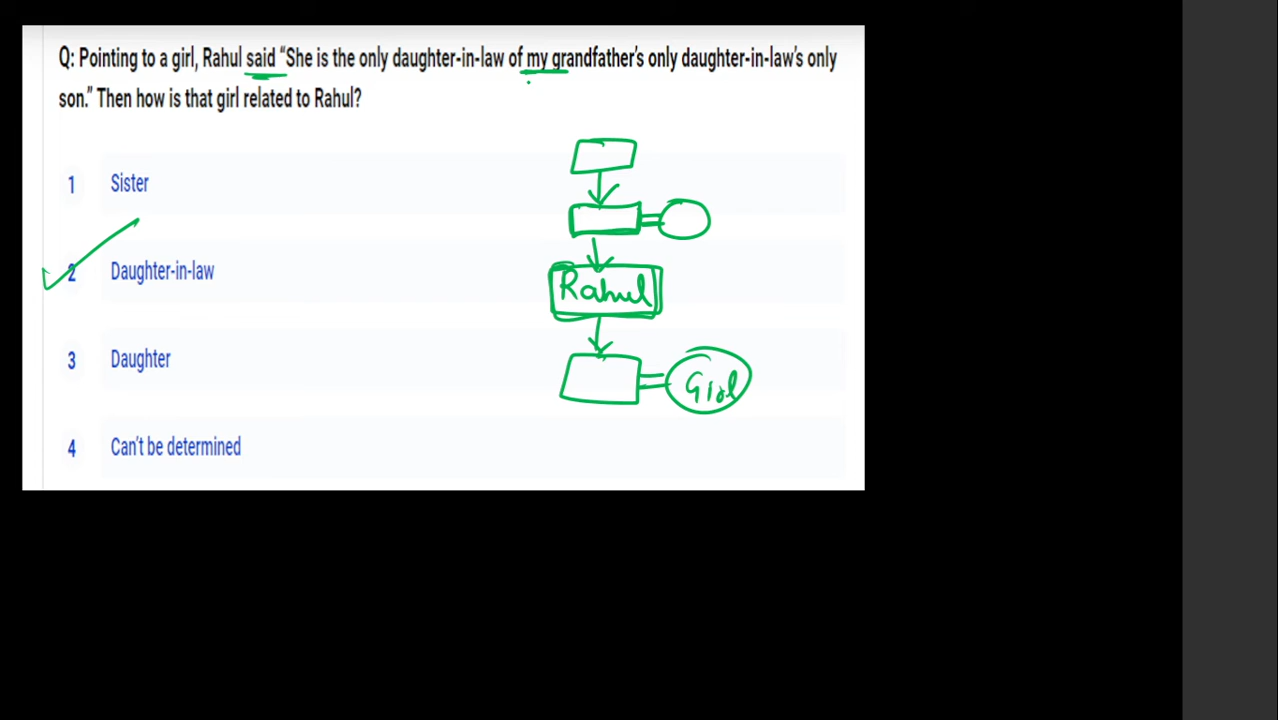 Q: Pointing to a girl, Rahul said “She is the only daughter-in-law of my grandfather’s only daughter-in-law’s only
son.” Then how is that girl related to Rahul?
1 Sister
2 Daughter-in-law
3 Daughter
4 Can’t be determined
Rahul
Girl